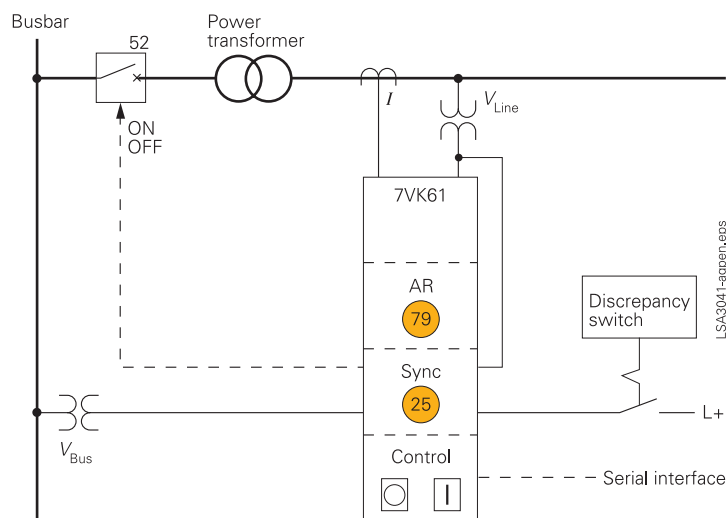 Busbar
52
Power
transformer
I
V Line
ON
OFF
7VK61
AR
79
Sync
25
Control
V Bus
Discrepancy
switch
L+
Serial interface
LSA3041-aqpen.eps